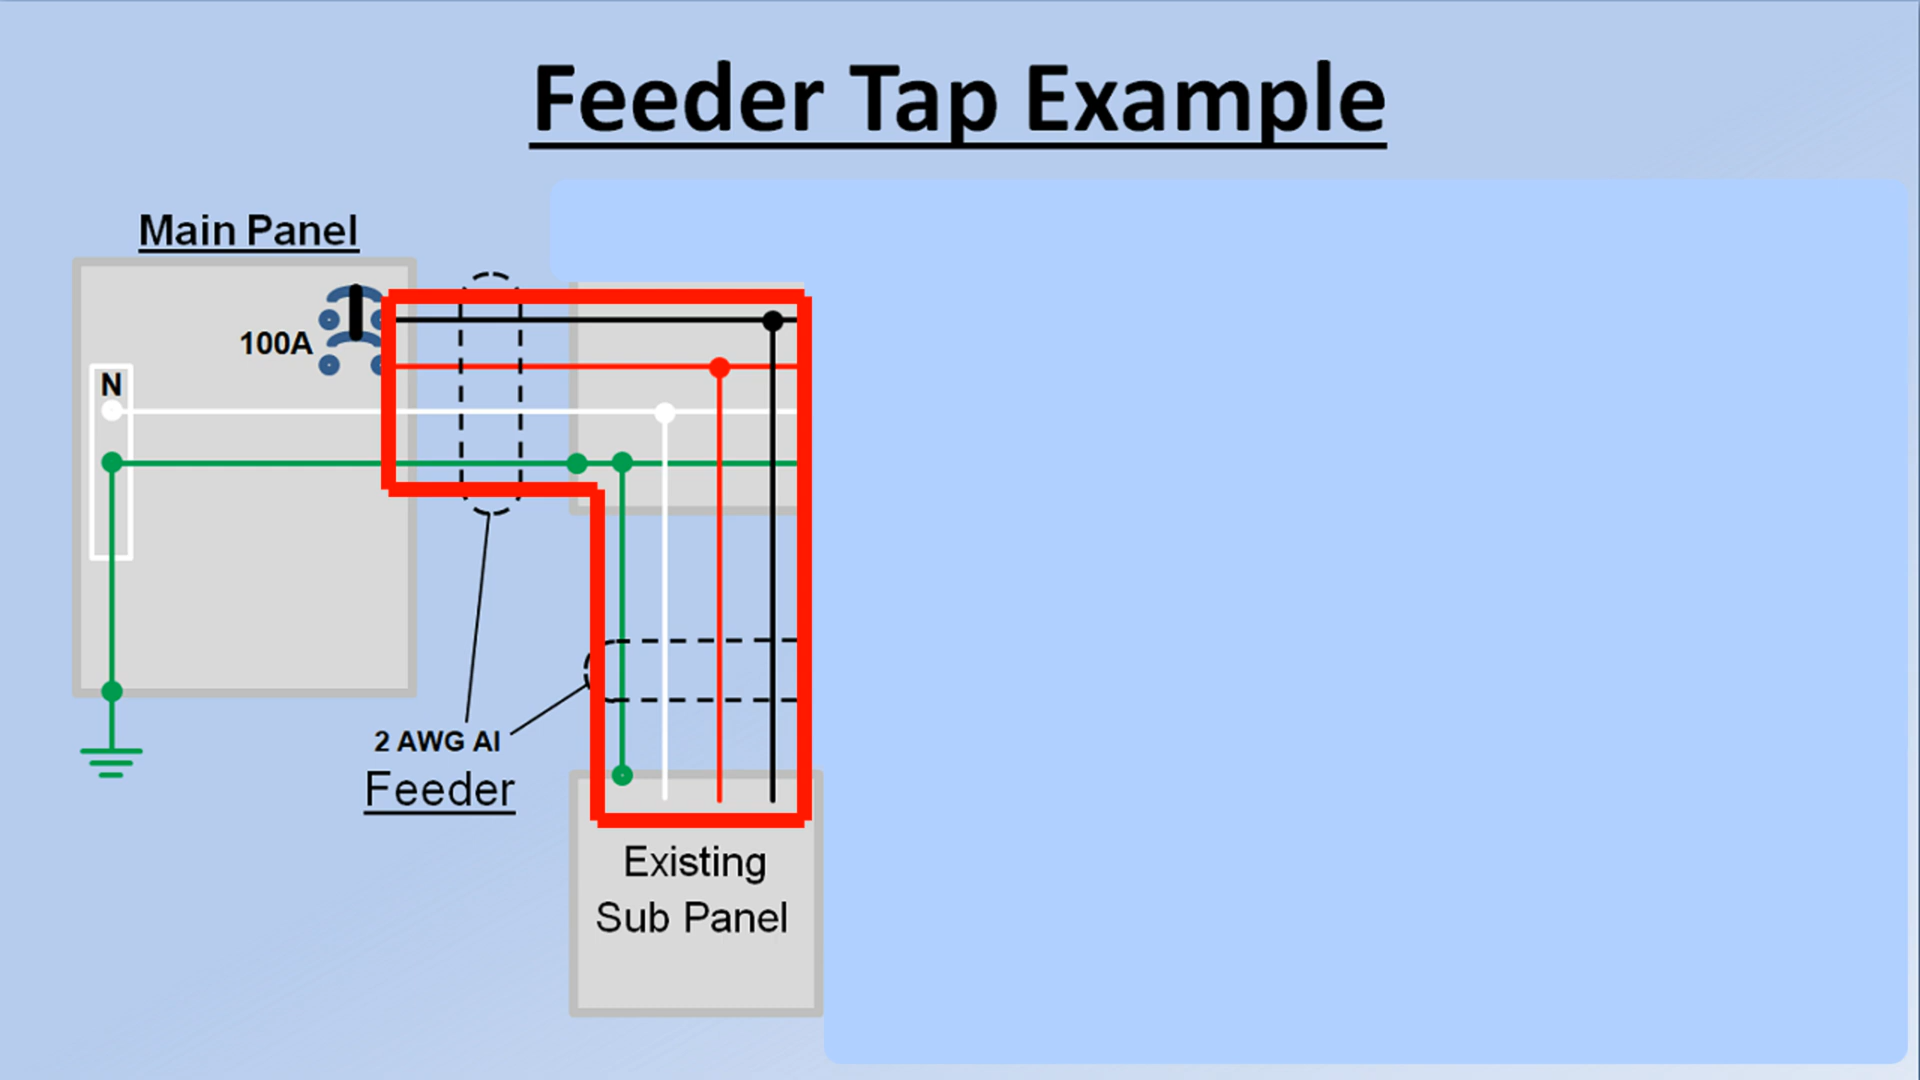 Feeder Tap Example
Main Panel
100A
N
2 AWG Al
Feeder
Existing
Sub Panel